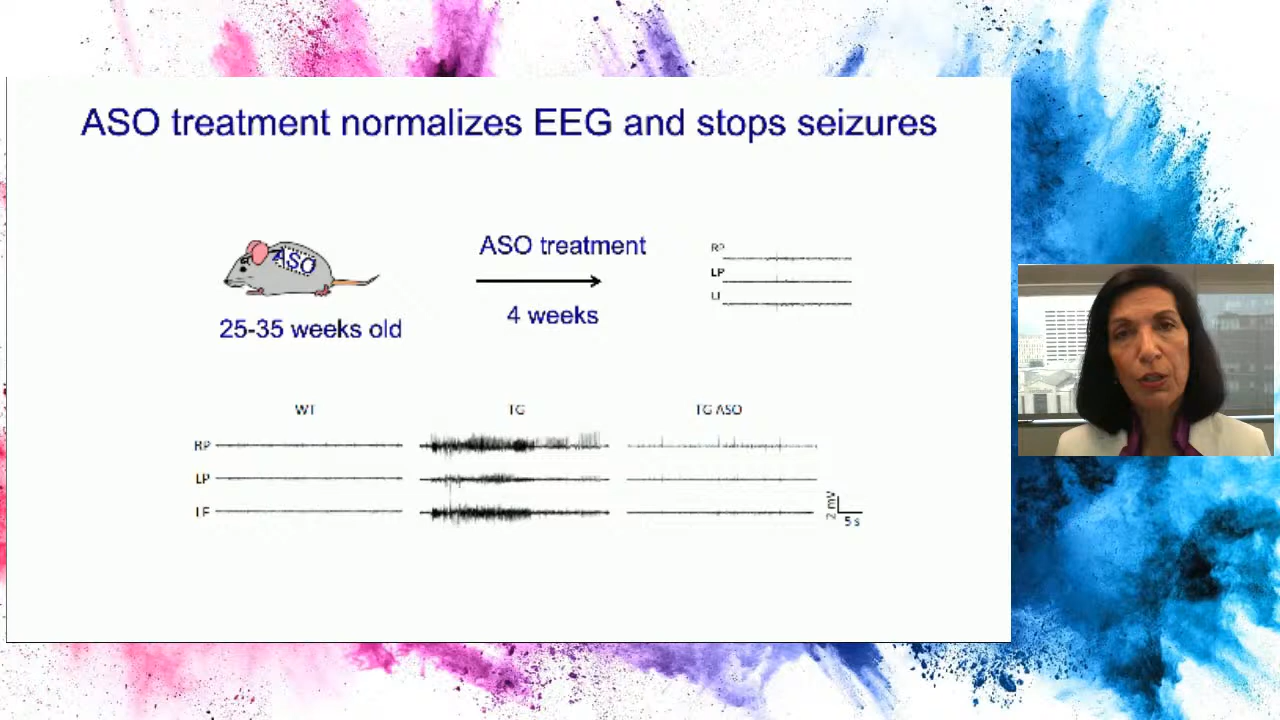 ASO treatment normalizes EEG and stops seizures
ASO
25-35 weeks old
ASO treatment
4 weeks
RP
LP
LF
WT
TG
TG ASO
RP
LP
LF
2 mV
5 s